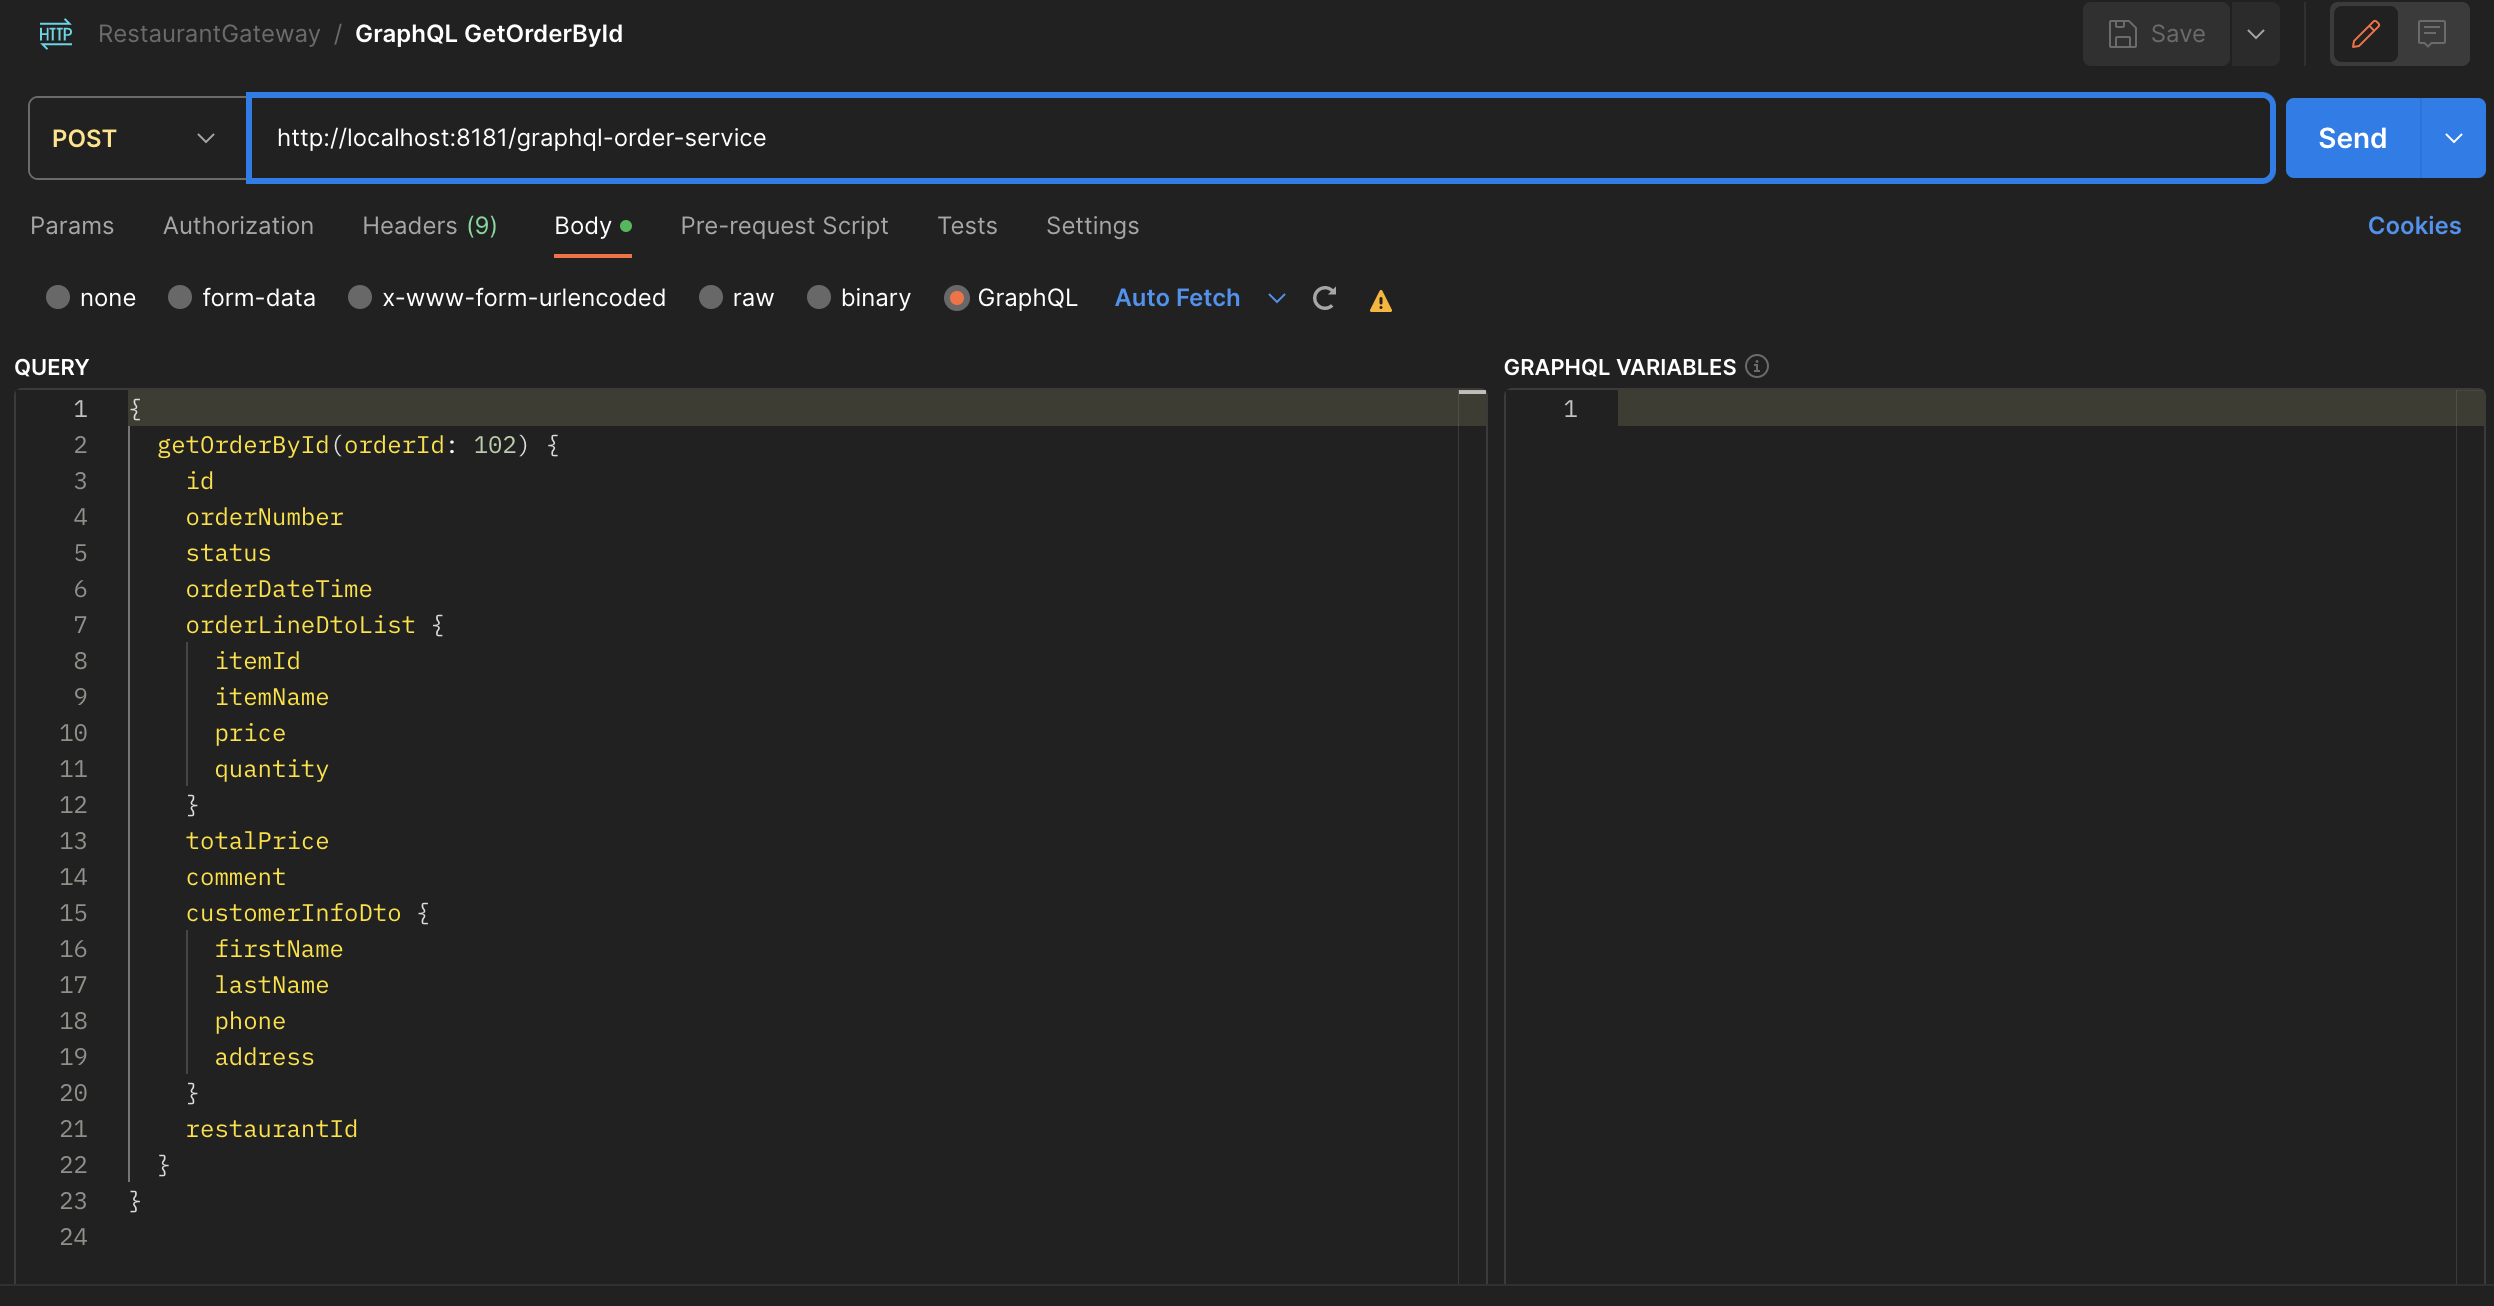 HTTP RestaurantGateway / GraphQL GetOrderById Save
POST http://localhost:8181/graphql-order-service Send
Params Authorization Headers (9) Body Pre-request Script Tests Settings Cookies
none form-data x-www-form-urlencoded raw binary GraphQL Auto Fetch
QUERY
1 {
2 getOrderById(orderId: 102) {
3 id
4 orderNumber
5 status
6 orderDateTime
7 orderLineDtoList {
8 itemId
9 itemName
10 price
11 quantity
12 }
13 totalPrice
14 comment
15 customerInfoDto {
16 firstName
17 lastName
18 phone
19 address
20 }
21 restaurantId
22 }
23 }
24
GRAPHQL VARIABLES
1